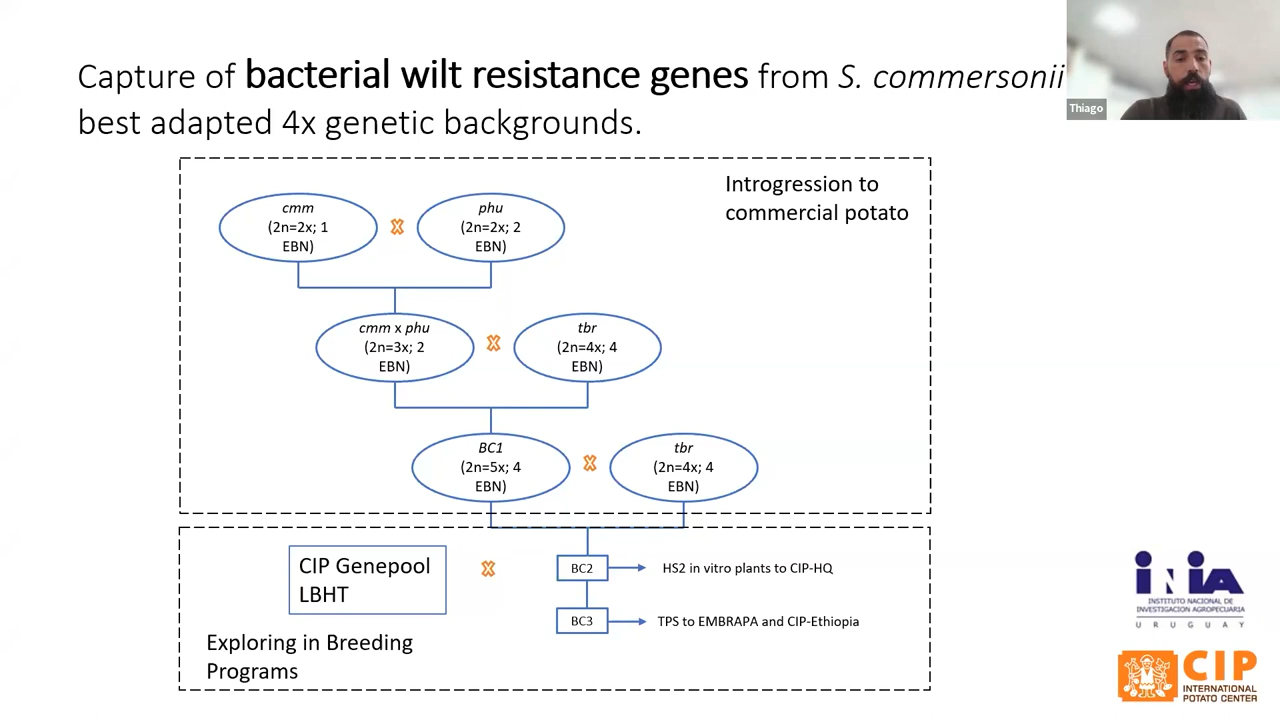 Capture of bacterial wilt resistance genes from S. commersonii
best adapted 4x genetic backgrounds.
Thiago
Introgression to
commercial potato
cmm
(2n=2x; 1
EBN)
phu
(2n=2x; 2
EBN)
cmm x phu
(2n=3x; 2
EBN)
tbr
(2n=4x; 4
EBN)
BC1
(2n=5x; 4
EBN)
tbr
(2n=4x; 4
EBN)
CIP Genepool
LBHT
BC2
HS2 in vitro plants to CIP-HQ
BC3
TPS to EMBRAPA and CIP-Ethiopia
Exploring in Breeding
Programs
inia
INSTITUTO NACIONAL DE
INVESTIGACIÓN AGROPECUARIA
URUGUAY
CIP
INTERNATIONAL
POTATO CENTER